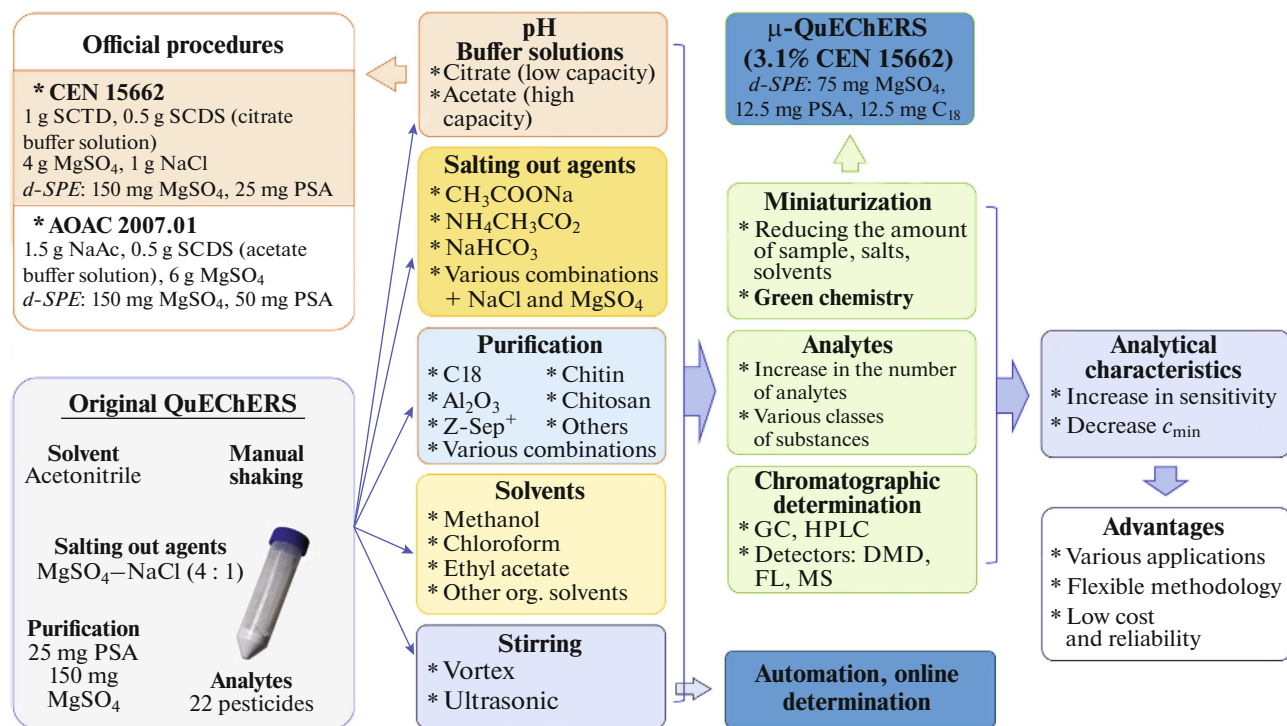 Official procedures
* CEN 15662
1 g SCTD, 0.5 g SCDS (citrate
buffer solution)
4 g MgSO₄, 1 g NaCl
d-SPE: 150 mg MgSO₄, 25 mg PSA
* AOAC 2007.01
1.5 g NaAc, 0.5 g SCDS (acetate
buffer solution), 6 g MgSO₄
d-SPE: 150 mg MgSO₄, 50 mg PSA
Original QuEChERS
Solvent
Acetonitrile
Manual
shaking
Salting out agents
MgSO₄–NaCl (4 : 1)
Purification
25 mg PSA
150 mg
MgSO₄
Analytes
22 pesticides
pH
Buffer solutions
* Citrate (low capacity)
* Acetate (high
capacity)
Salting out agents
* CH₃COONa
* NH₄CH₃CO₂
* NaHCO₃
* Various combinations
+ NaCl and MgSO₄
Purification
* C18 * Chitin
* Al₂O₃ * Chitosan
* Z-Sep⁺ * Others
* Various combinations
Solvents
* Methanol
* Chloroform
* Ethyl acetate
* Other org. solvents
Stirring
* Vortex
* Ultrasonic
μ-QuEChERS
(3.1% CEN 15662)
d-SPE: 75 mg MgSO₄,
12.5 mg PSA, 12.5 mg C₁₈
Miniaturization
* Reducing the amount
of sample, salts,
solvents
* Green chemistry
Analytes
* Increase in the number
of analytes
* Various classes
of substances
Chromatographic
determination
* GC, HPLC
* Detectors: DMD,
FL, MS
Automation, online
determination
Analytical
characteristics
* Increase in sensitivity
* Decrease cₘᵢₙ
Advantages
* Various applications
* Flexible methodology
* Low cost
and reliability